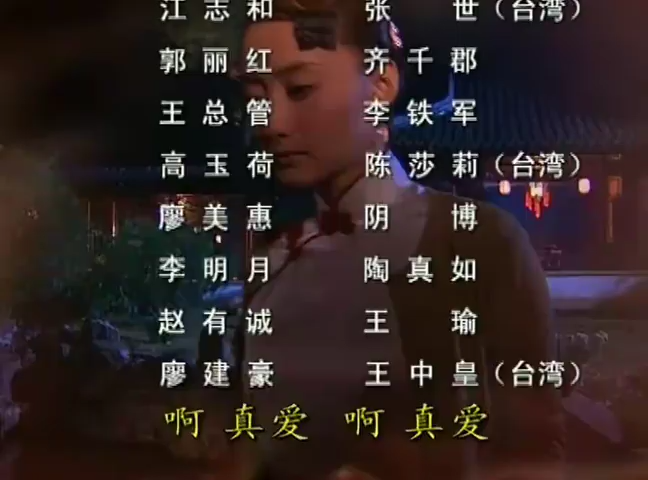 江志和 张世（台湾）
郭丽红 齐千郡
王总管 李铁军
高玉荷 陈莎莉（台湾）
廖美惠 阴博
李明月 陶真如
赵有诚 王瑜
廖建豪 王中皇（台湾）
啊 真爱 啊 真爱